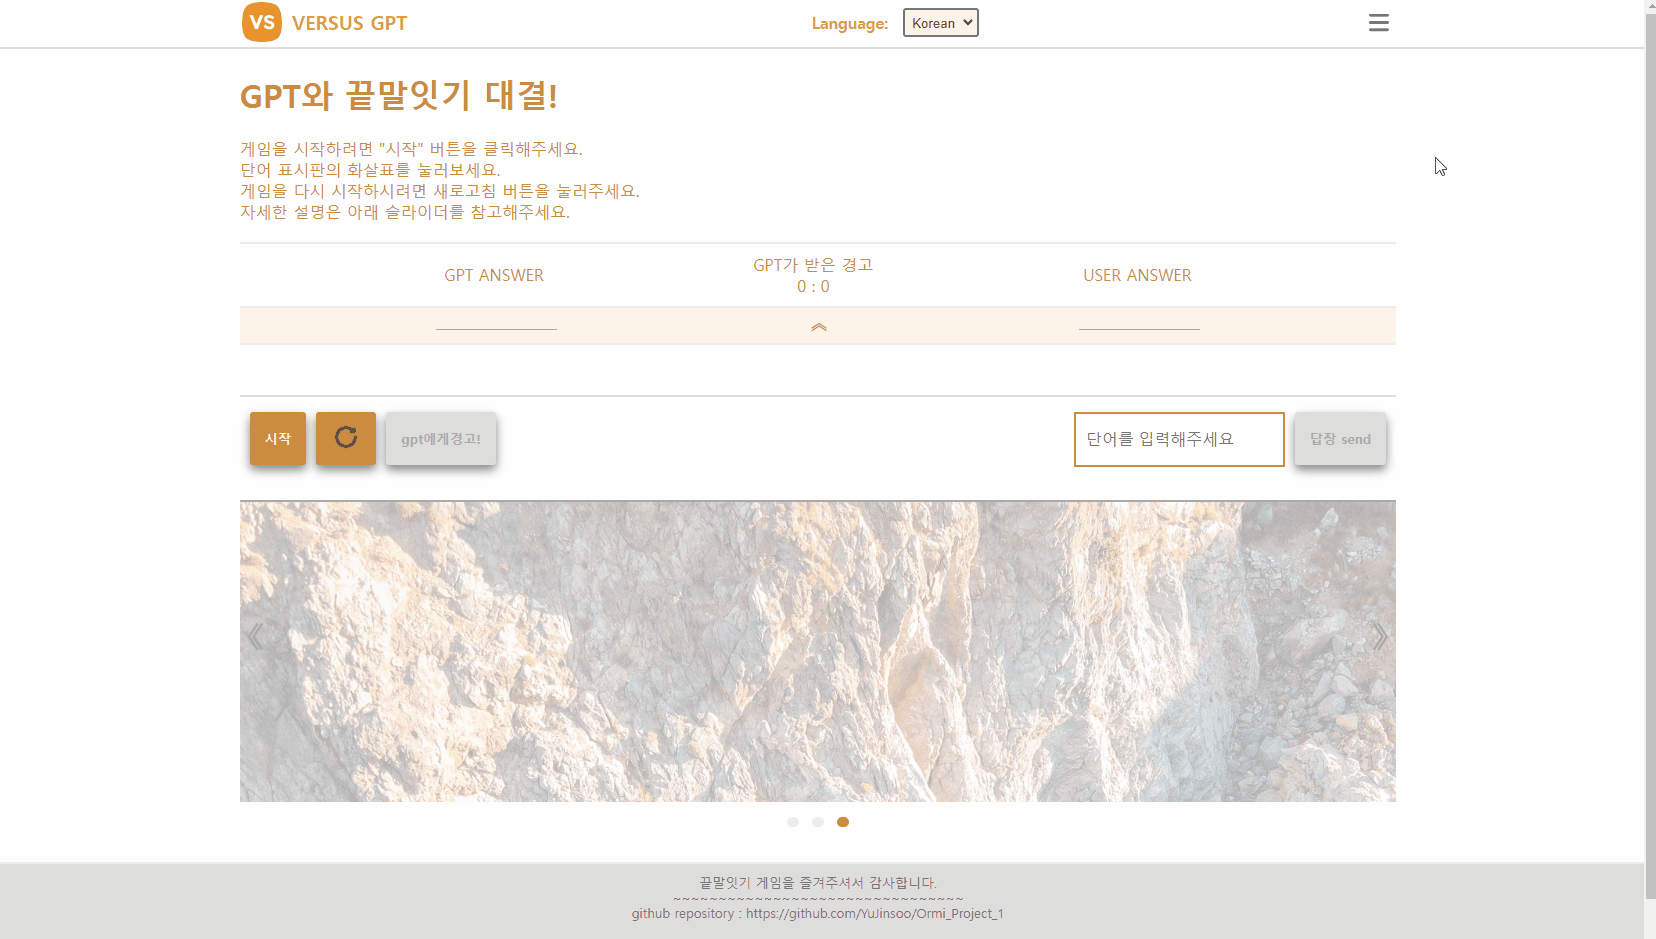 VS VERSUS GPT
Language: Korean
GPT와 끝말잇기 대결!
게임을 시작하려면 "시작" 버튼을 클릭해주세요.
단어 표시판의 화살표를 눌러보세요.
게임을 다시 시작하시려면 새로고침 버튼을 눌러주세요.
자세한 설명은 아래 슬라이더를 참고해주세요.
GPT ANSWER
GPT가 받은 경고
0 : 0
USER ANSWER
시작
gpt에게경고!
단어를 입력해주세요
답장 send
끝말잇기 게임을 즐겨주셔서 감사합니다.
~~~~~~~~~~~~~~~~~~~~~~~~~~~~~~~~
github repository : https://github.com/YuJinsoo/Ormi_Project_1